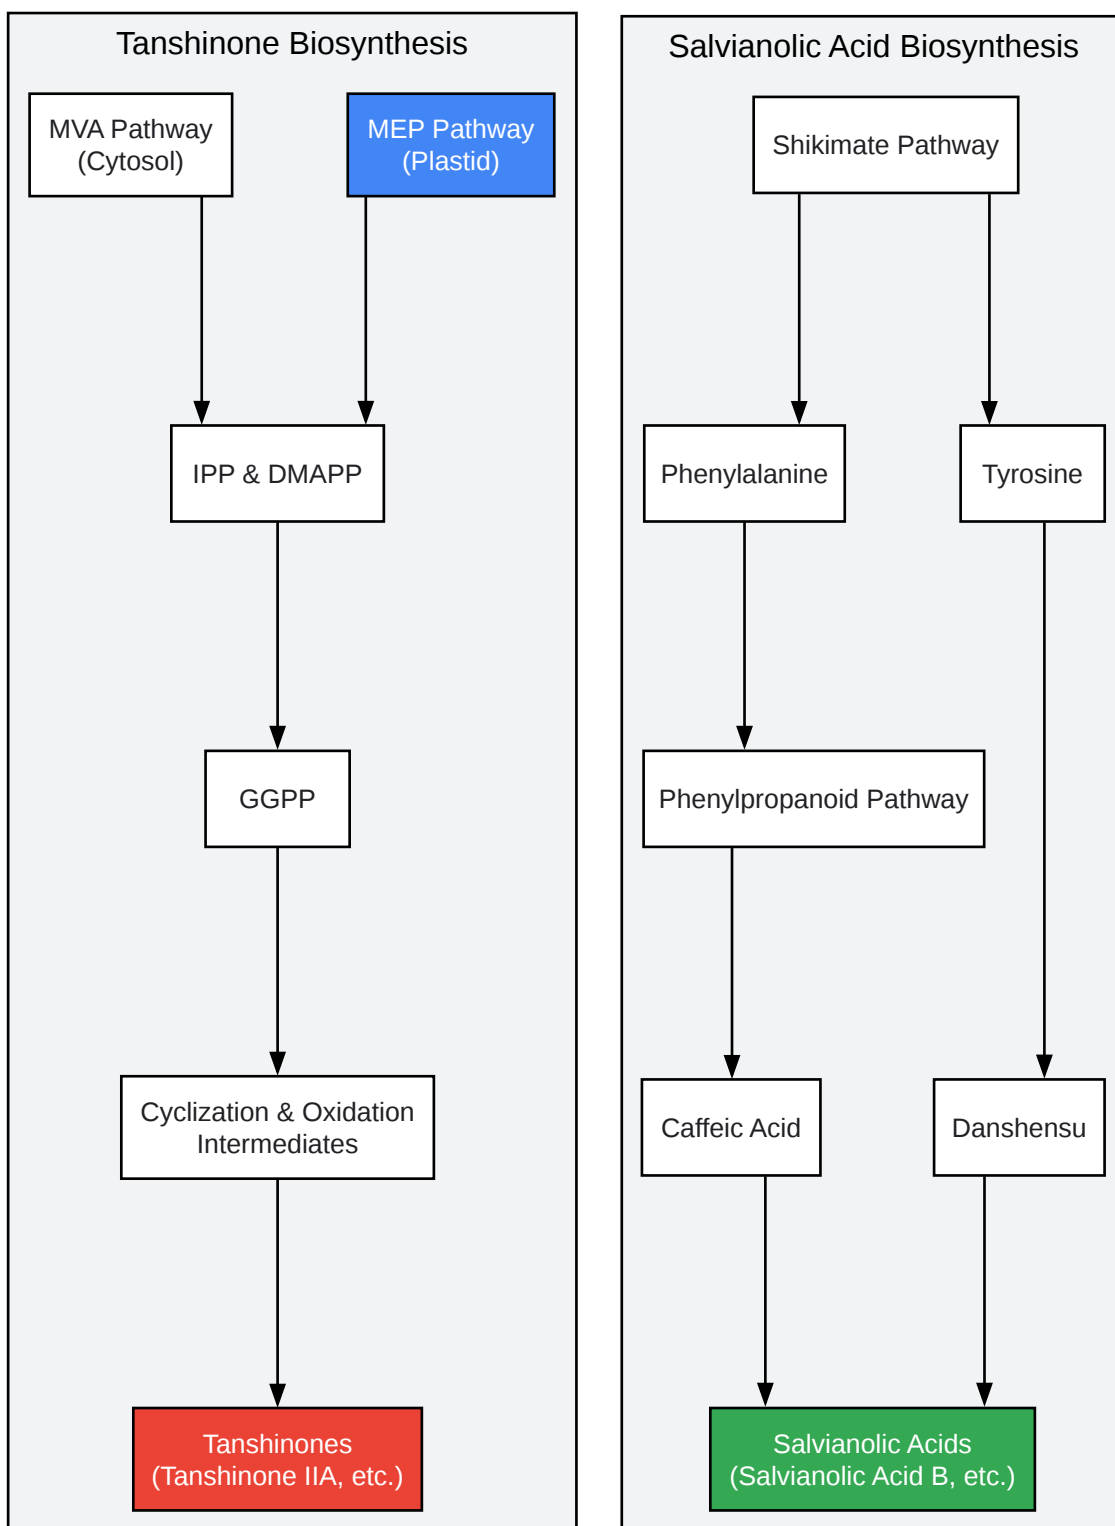 Tanshinone Biosynthesis
MVA Pathway
(Cytosol)
MEP Pathway
(Plastid)
IPP & DMAPP
GGPP
Cyclization & Oxidation
Intermediates
Tanshinones
(Tanshinone IIA, etc.)
Salvianolic Acid Biosynthesis
Shikimate Pathway
Phenylalanine
Tyrosine
Phenylpropanoid Pathway
Caffeic Acid
Danshensu
Salvianolic Acids
(Salvianolic Acid B, etc.)